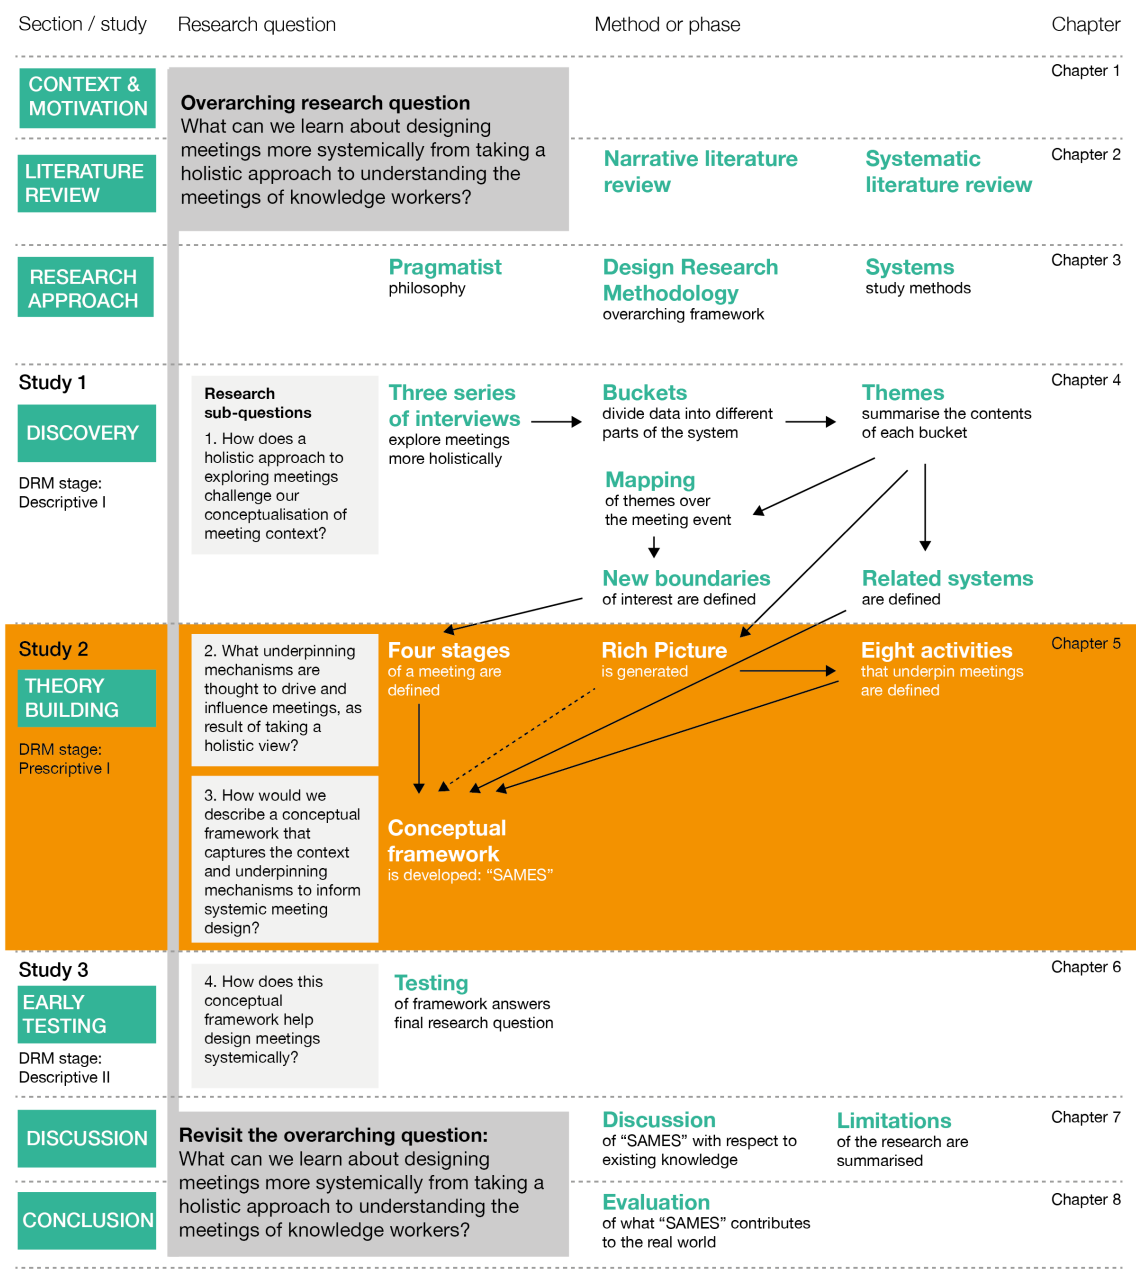 Section / study
Research question
Method or phase
Chapter
CONTEXT &
MOTIVATION
Overarching research question
What can we learn about designing
meetings more systemically from taking a
holistic approach to understanding the
meetings of knowledge workers?
Chapter 1
LITERATURE
REVIEW
Narrative literature
review
Systematic
literature review
Chapter 2
RESEARCH
APPROACH
Pragmatist
philosophy
Design Research
Methodology
overarching framework
Systems
study methods
Chapter 3
Study 1
DISCOVERY
DRM stage:
Descriptive I
Research
sub-questions
1. How does a
holistic approach to
exploring meetings
challenge our
conceptualisation of
meeting context?
Three series
of interviews
explore meetings
more holistically
Buckets
divide data into different
parts of the system
Themes
summarise the contents
of each bucket
Chapter 4
Mapping
of themes over
the meeting event
New boundaries
of interest are defined
Related systems
are defined
Study 2
THEORY
BUILDING
DRM stage:
Prescriptive I
2. What underpinning
mechanisms are
thought to drive and
influence meetings, as
result of taking a
holistic view?
Four stages
of a meeting are
defined
Rich Picture
is generated
Eight activities
that underpin meetings
are defined
Chapter 5
3. How would we
describe a conceptual
framework that
captures the context
and underpinning
mechanisms to inform
systemic meeting
design?
Conceptual
framework
is developed: “SAMES”
Study 3
EARLY
TESTING
DRM stage:
Descriptive II
4. How does this
conceptual
framework help
design meetings
systemically?
Testing
of framework answers
final research question
Chapter 6
DISCUSSION
Revisit the overarching question:
What can we learn about designing
meetings more systemically from taking a
holistic approach to understanding the
meetings of knowledge workers?
Discussion
of “SAMES” with respect to
existing knowledge
Limitations
of the research are
summarised
Chapter 7
CONCLUSION
Evaluation
of what “SAMES” contributes
to the real world
Chapter 8